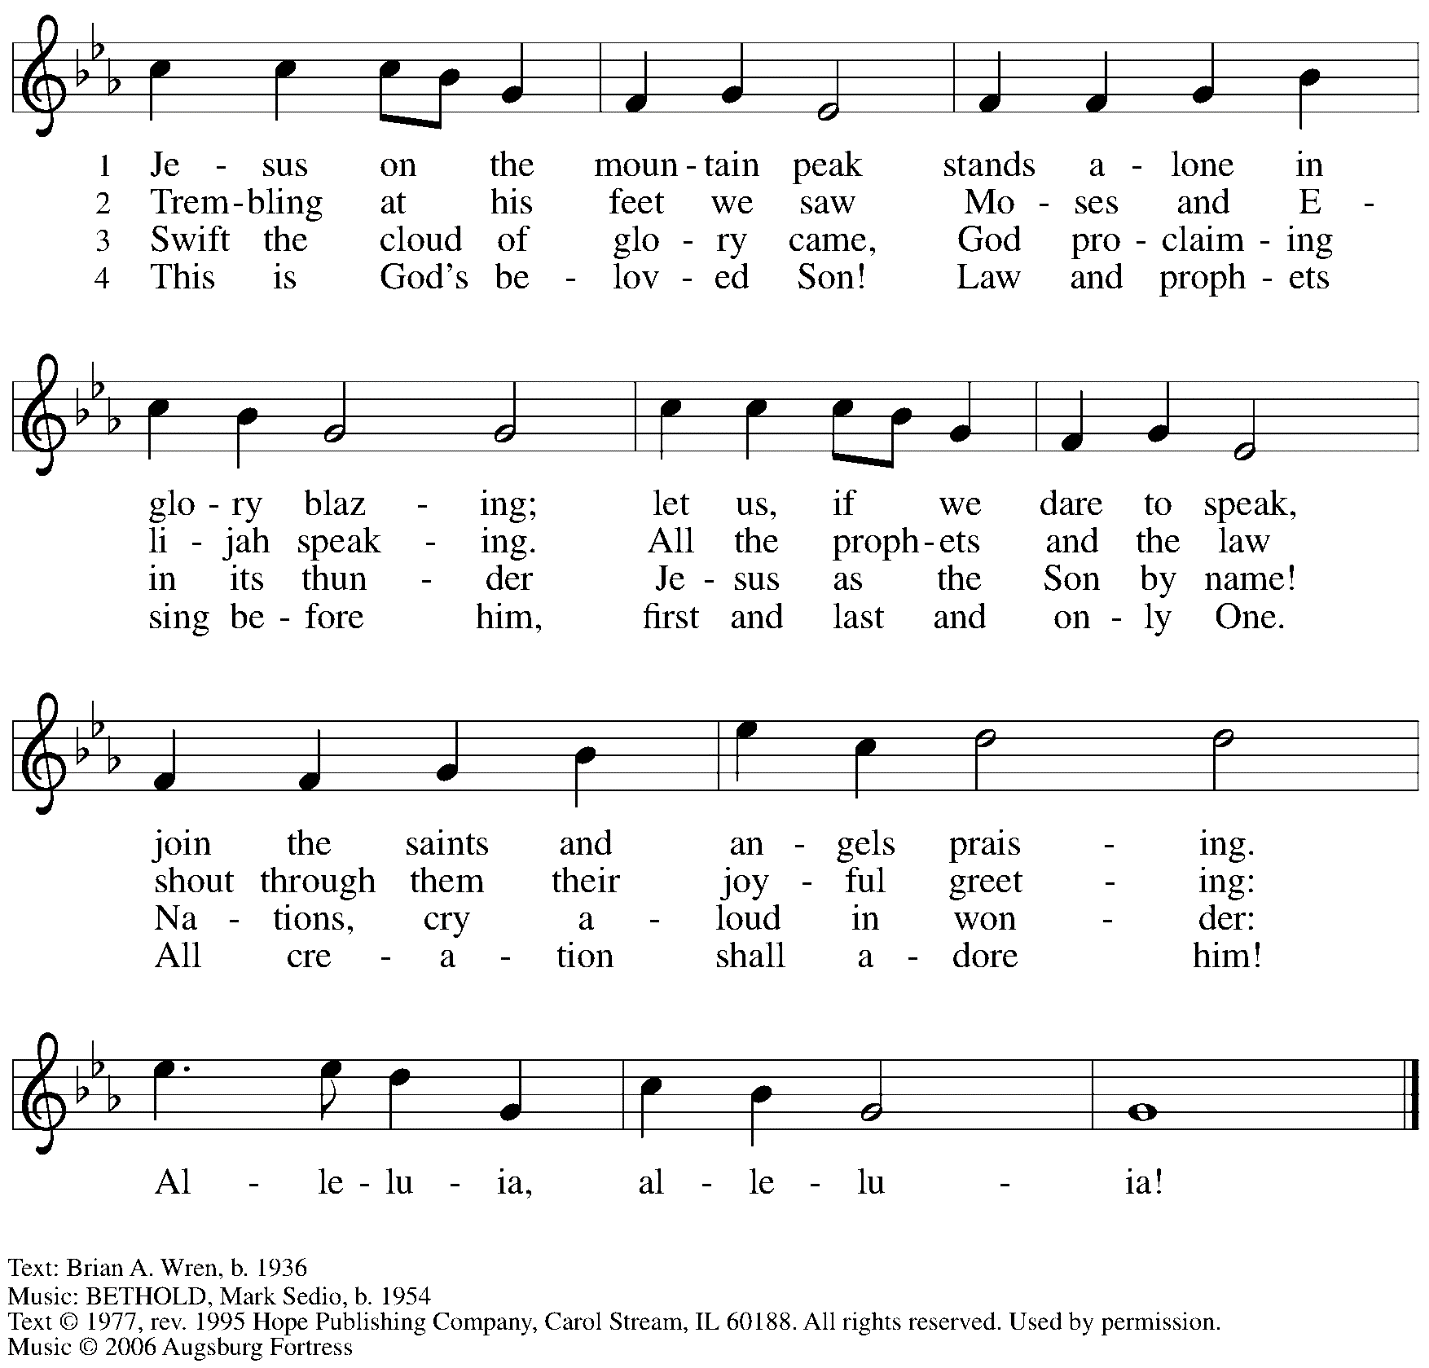 1 Je - sus on the moun - tain peak stands a - lone in
2 Trem - bling at his feet we saw Mo - ses and E -
3 Swift the cloud of glo - ry came, God pro - claim - ing
4 This is God's be - lov - ed Son! Law and proph - ets
glo - ry blaz - ing; let us, if we dare to speak,
li - jah speak - ing. All the proph - ets and the law
in its thun - der Je - sus as the Son by name!
sing be - fore him, first and last and on - ly One.
join the saints and an - gels prais - ing.
shout through them their joy - ful greet - ing:
Na - tions, cry a - loud in won - der:
All cre - a - tion shall a - dore him!
Al - le - lu - ia, al - le - lu - ia!
Text: Brian A. Wren, b. 1936
Music: BETHOLD, Mark Sedio, b. 1954
Text © 1977, rev. 1995 Hope Publishing Company, Carol Stream, IL 60188. All rights reserved. Used by permission.
Music © 2006 Augsburg Fortress